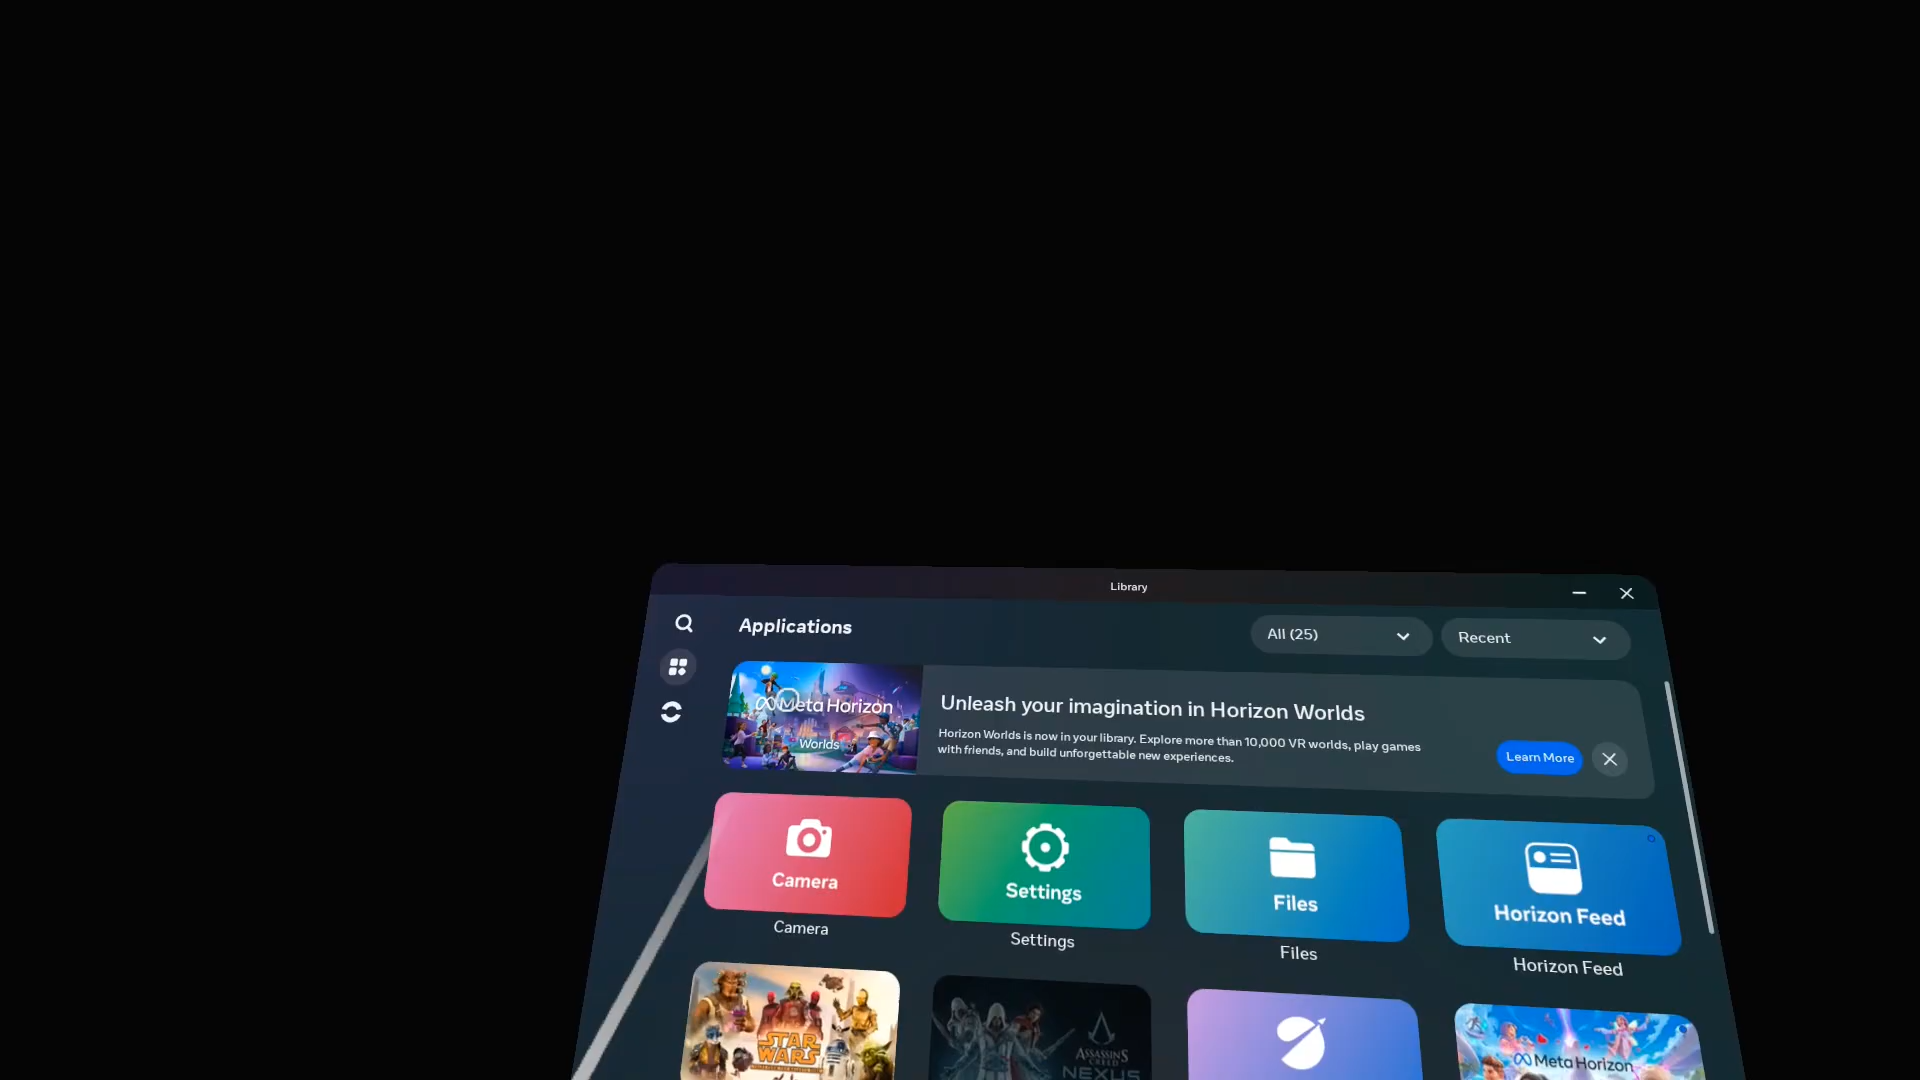 Library
Applications
All (25)
Recent
Meta Horizon
Worlds
Unleash your imagination in Horizon Worlds
Horizon Worlds is now in your library. Explore more than 10,000 VR worlds, play games
with friends, and build unforgettable new experiences.
Learn More
Camera
Settings
Files
Horizon Feed
Camera
Settings
Files
Horizon Feed
STAR
WARS
ASSASSINS
CREED
NEXUS
Meta Horizon